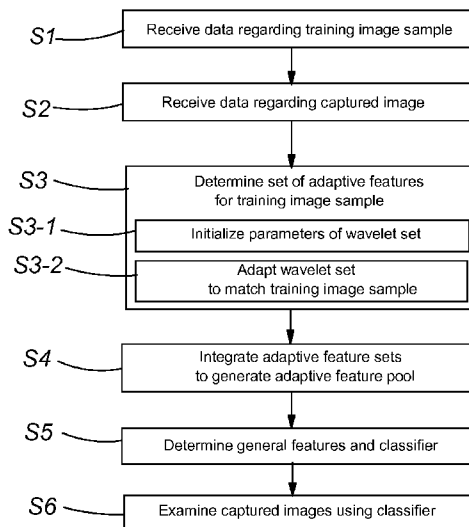 S1
Receive data regarding training image sample
S2
Receive data regarding captured image
S3
Determine set of adaptive features
for training image sample
S3-1
Initialize parameters of wavelet set
S3-2
Adapt wavelet set
to match training image sample
S4
Integrate adaptive feature sets
to generate adaptive feature pool
S5
Determine general features and classifier
S6
Examine captured images using classifier